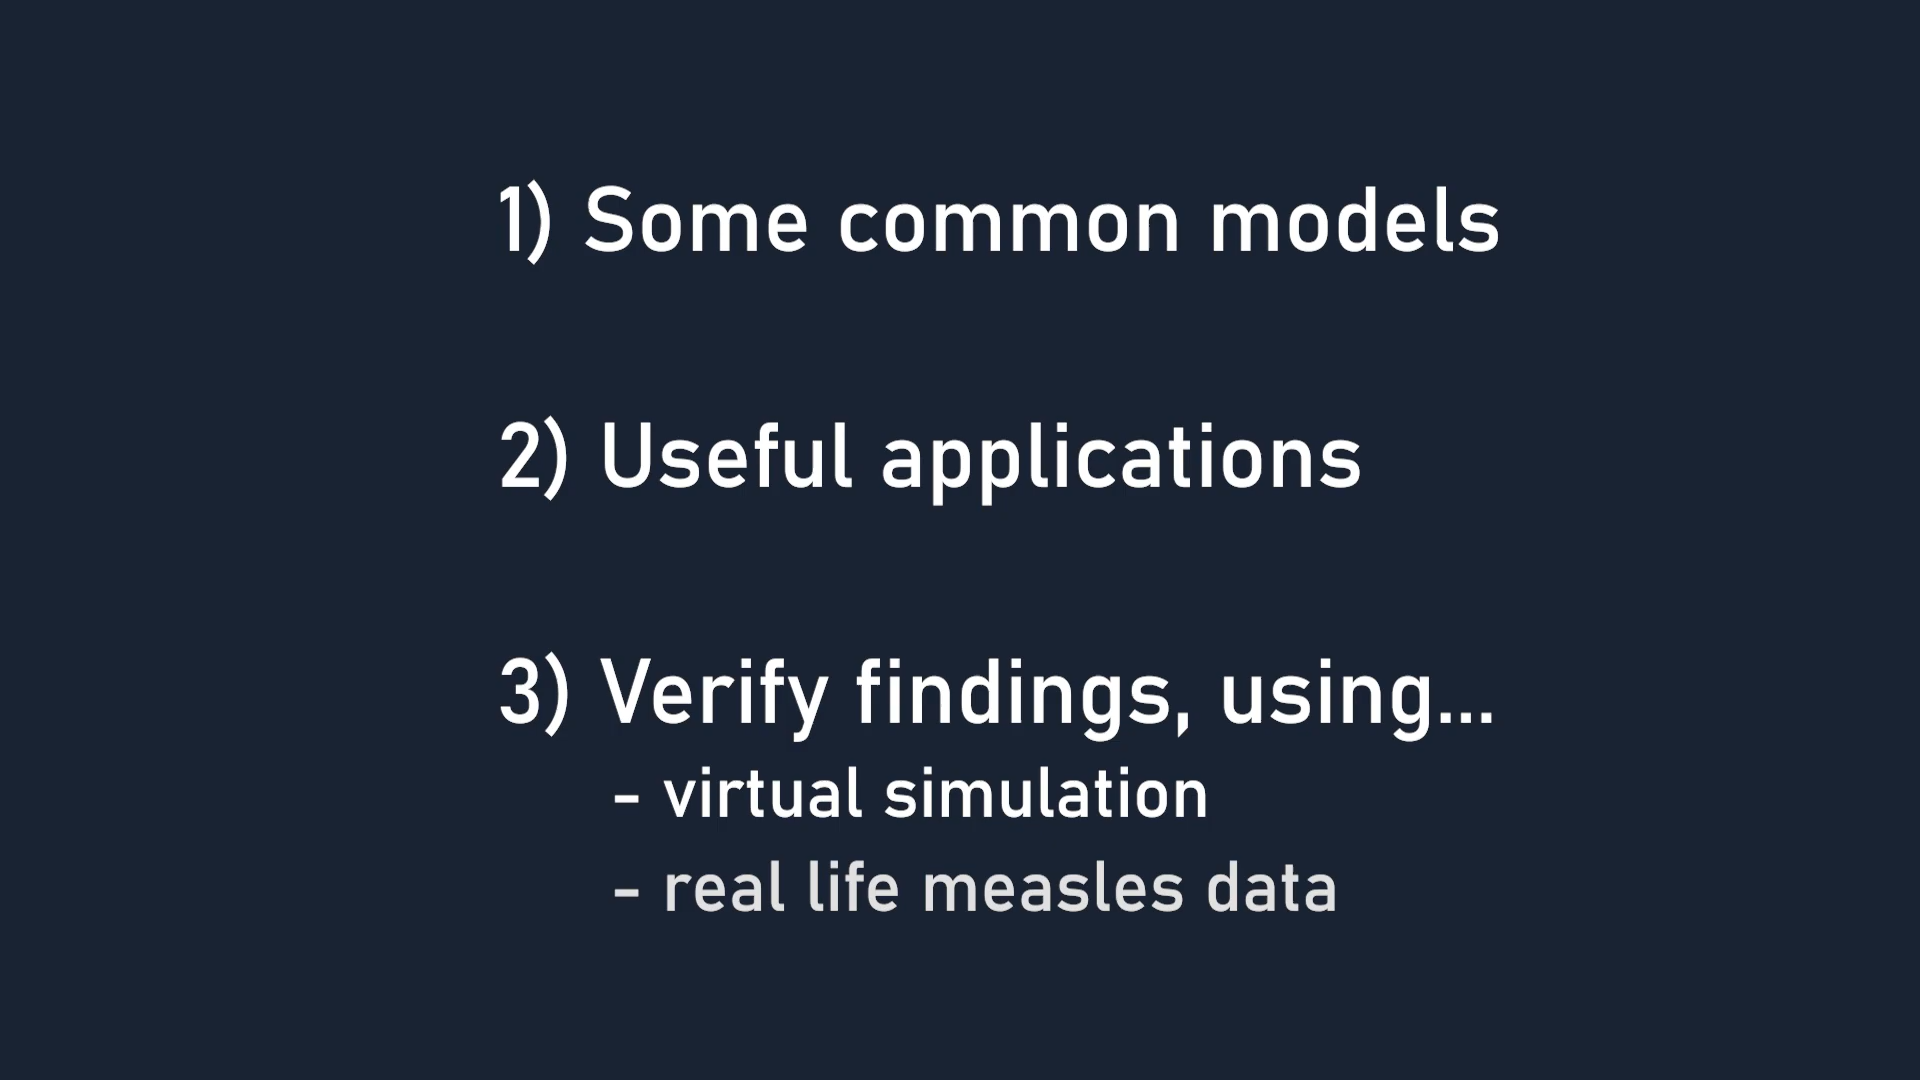 1) Some common models
2) Useful applications
3) Verify findings, using...
- virtual simulation
- real life measles data